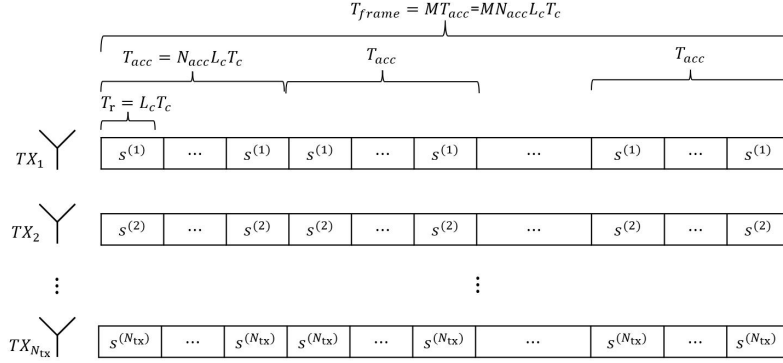 T_{frame} = MT_{acc}=MN_{acc}L_cT_c
T_{acc} = N_{acc}L_cT_c T_{acc} T_{acc}
T_r = L_cT_c
TX_1 s^{(1)} ... s^{(1)} s^{(1)} ... s^{(1)} ... s^{(1)} ... s^{(1)}
TX_2 s^{(2)} ... s^{(2)} s^{(2)} ... s^{(2)} ... s^{(2)} ... s^{(2)}
⋮ ⋮
TX_{N_{tx}} s^{(N_{tx})} ... s^{(N_{tx})} s^{(N_{tx})} ... s^{(N_{tx})} ... s^{(N_{tx})} ... s^{(N_{tx})}